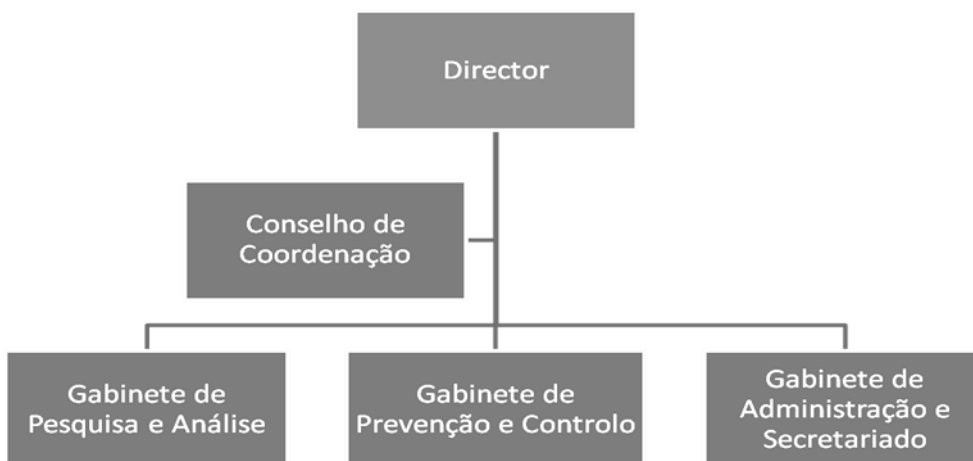 Director
Conselho de
Coordenação
Gabinete de
Pesquisa e Análise
Gabinete de
Prevenção e Controlo
Gabinete de
Administração e
Secretariado